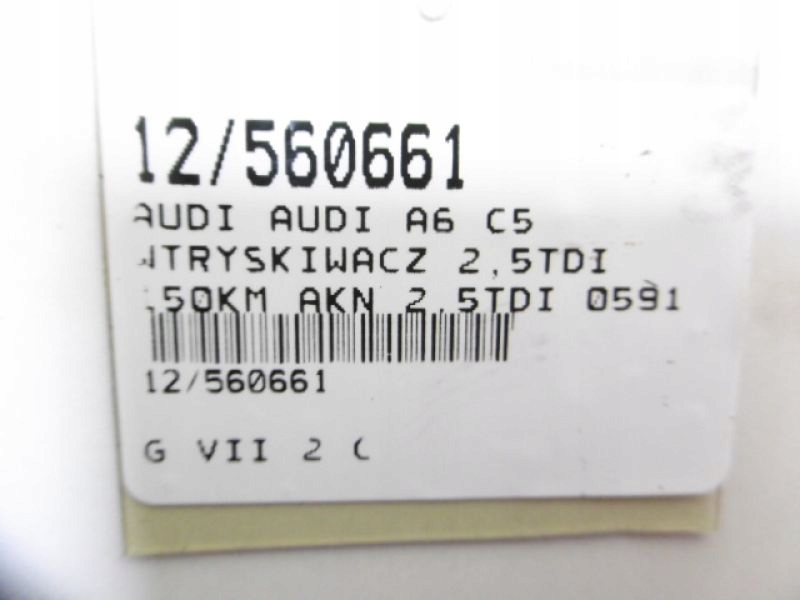 12/560661
AUDI AUDI A6 C5
WTRYSKIWACZ 2,5TDI
150KM AKN 2.5TDI 0591
12/560661
G VII 2 C